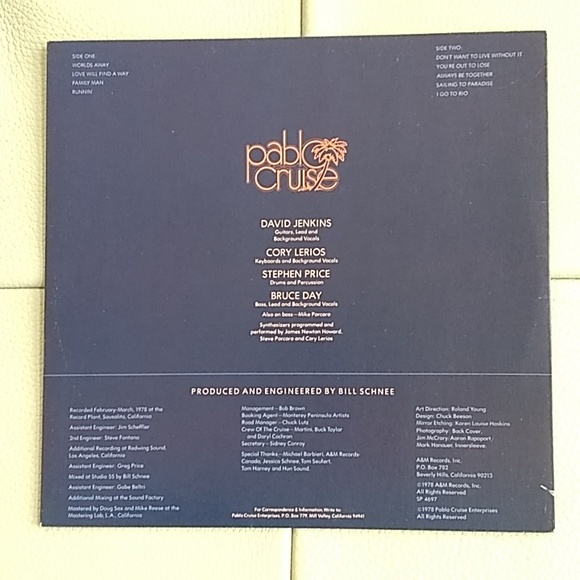 SIDE ONE
WORLDS AWAY
LOVE WILL FIND A WAY
FAMILY MAN
RUNNIN'
SIDE TWO
DON'T WANT TO LIVE WITHOUT IT
YOU'RE OUT TO LOSE
ALWAYS BE TOGETHER
SAILING TO PARADISE
I GO TO RIO
pablo
cruise
DAVID JENKINS
Guitars, Lead and
Background Vocals
CORY LERIOS
Keyboards and Background Vocals
STEPHEN PRICE
Drums and Percussion
BRUCE DAY
Bass, Lead and Background Vocals
Also on bass—Mike Porcaro
Synthesizers programmed and
performed by James Newton Howard,
Steve Porcaro and Cory Lerios
PRODUCED AND ENGINEERED BY BILL SCHNEE
Recorded February-March, 1978 at the
Record Plant, Sausalito, California
Assistant Engineer: Jim Scheffler
2nd Engineer: Steve Fontano
Additional Recording at Redwing Sound,
Los Angeles, California
Assistant Engineer: Greg Price
Mixed at Studio 55 by Bill Schnee
Assistant Engineer: Gabe Beltri
Additional Mixing at the Sound Factory
Mastered by Doug Sax and Mike Reese at the
Mastering Lab, L.A., California
Management—Bob Brown
Booking Agent—Monterey Peninsula Artists
Road Manager—Chuck Lutz
Crew Of The Cruise—Martini, Buck Taylor
and Daryl Cochran
Secretary—Sidney Conroy
Special Thanks—Michael Barbieri, A&M Records-
Canada, Jessica Schnee, Tom Seufert,
Tom Harney and Hun Sound.
For Correspondence & Information, Write to:
Pablo Cruise Enterprises, P.O. Box 779, Mill Valley, California 94941
Art Direction: Roland Young
Design: Chuck Beeson
Mirror Etching: Karen Louise Hoskins
Photography: Back Cover,
Jim McCrary; Aaron Rapoport,
Mark Hanauer, Innersleeve.
A&M Records, Inc.
P.O. Box 782
Beverly Hills, California 90213
©1978 A&M Records, Inc.
All Rights Reserved
SP 4697
©1978 Pablo Cruise Enterprises
All Rights Reserved